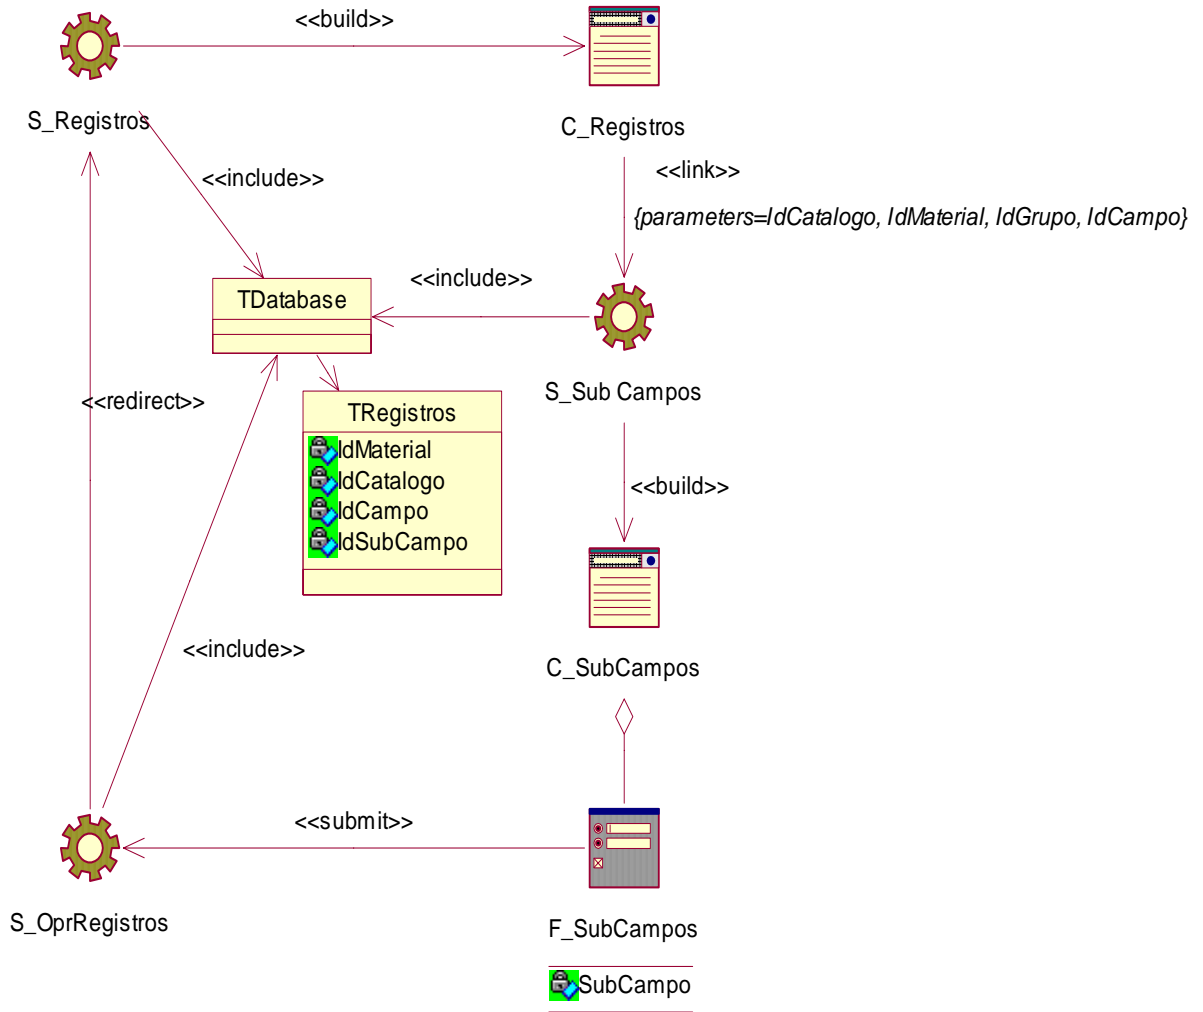 <<build>>
S_Registros
C_Registros
<<include>>
<<link>>
{parameters=IdCatalogo, IdMaterial, IdGrupo, IdCampo}
<<include>>
TDatabase
S_Sub Campos
<<redirect>>
TRegistros
IdMaterial
IdCatalogo
IdCampo
IdSubCampo
<<build>>
<<include>>
C_SubCampos
<<submit>>
S_OprRegistros
F_SubCampos
SubCampo